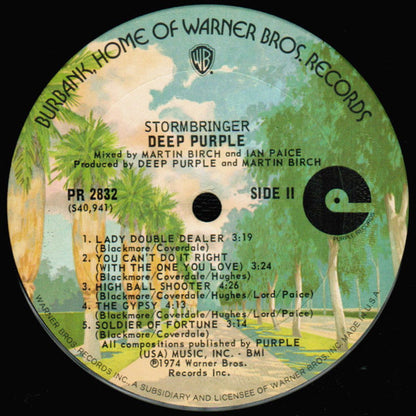 BURBANK, HOME OF WARNER BROS. RECORDS
WB
STORMBRINGER
DEEP PURPLE
Mixed by MARTIN BIRCH and IAN PAICE
Produced by DEEP PURPLE and MARTIN BIRCH
PR 2832
SIDE II
(S40,941)
e
PURPLE RECORDS
1. LADY DOUBLE DEALER 3:19
(Blackmore/Coverdale)
2. YOU CAN'T DO IT RIGHT
(WITH THE ONE YOU LOVE) 3:24
(Blackmore/Coverdale/Hughes)
3. HIGH BALL SHOOTER 4:26
(Blackmore/Coverdale/Hughes/Lord/Paice)
4. THE GYPSY 4:13
(Blackmore/Coverdale/Hughes/Lord/Paice)
5. SOLDIER OF FORTUNE 3:14
(Blackmore/Coverdale)
All compositions published by PURPLE
(USA) MUSIC, INC. - BMI
℗1974 Warner Bros.
Records Inc.
WARNER BROS. RECORDS INC., A SUBSIDIARY AND LICENSEE OF WARNER BROS. INC. MADE IN U.S.A.